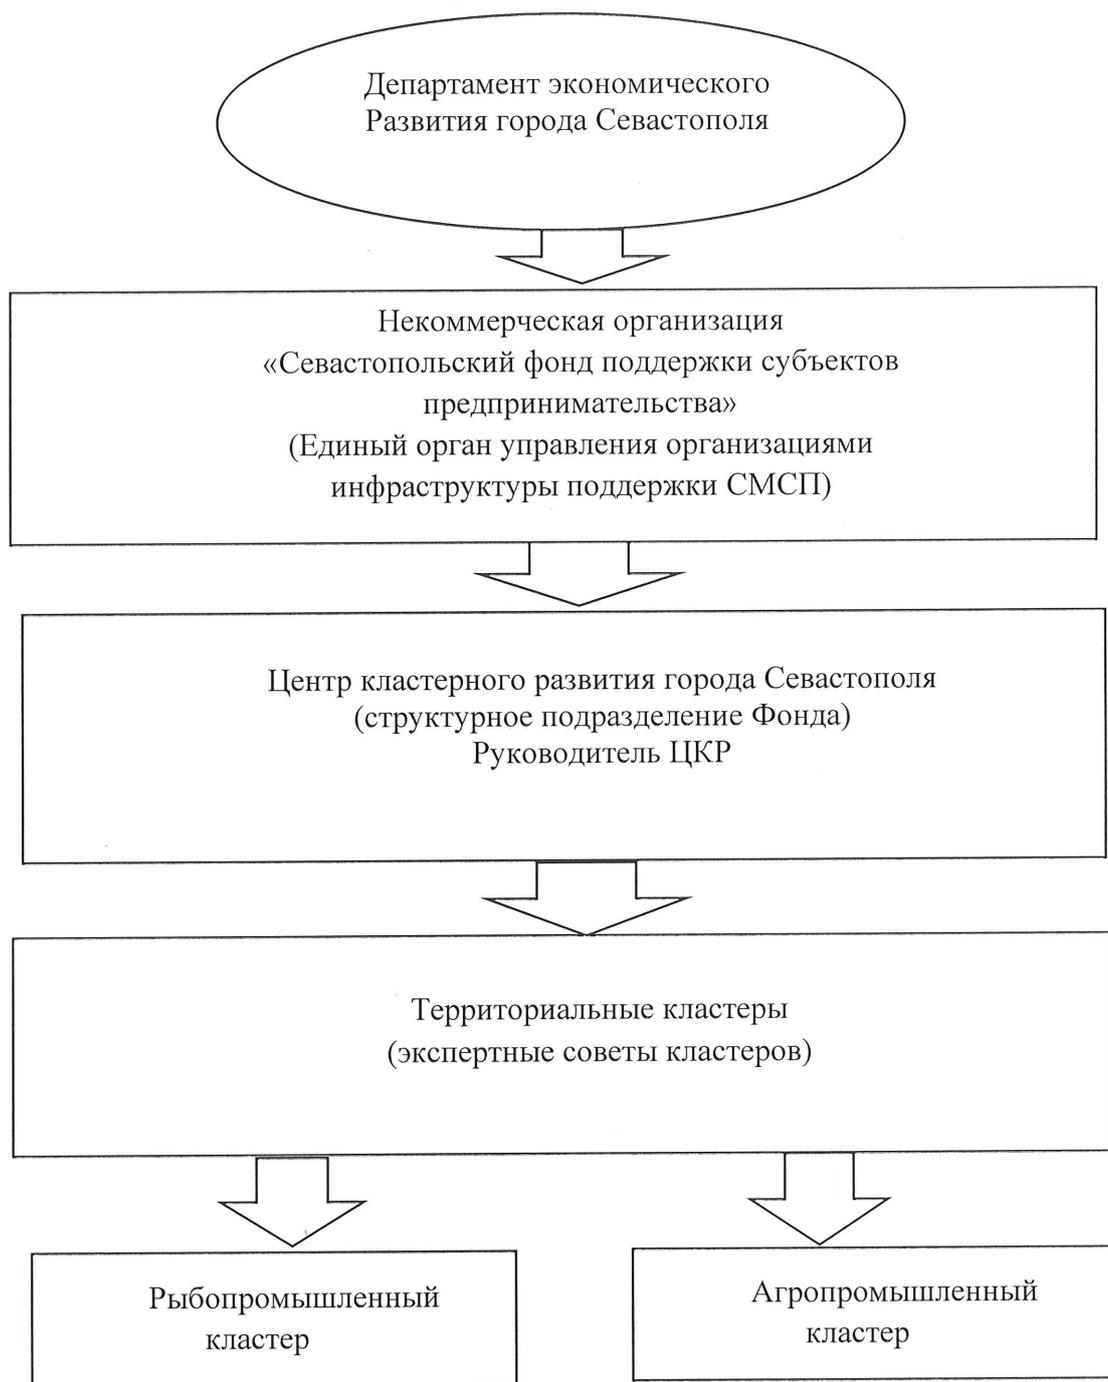 Департамент экономического
Развития города Севастополя
Некоммерческая организация
«Севастопольский фонд поддержки субъектов
предпринимательства»
(Единый орган управления организациями
инфраструктуры поддержки СМСП)
Центр кластерного развития города Севастополя
(структурное подразделение Фонда)
Руководитель ЦКР
Территориальные кластеры
(экспертные советы кластеров)
Рыбопромышленный
кластер
Агропромышленный
кластер